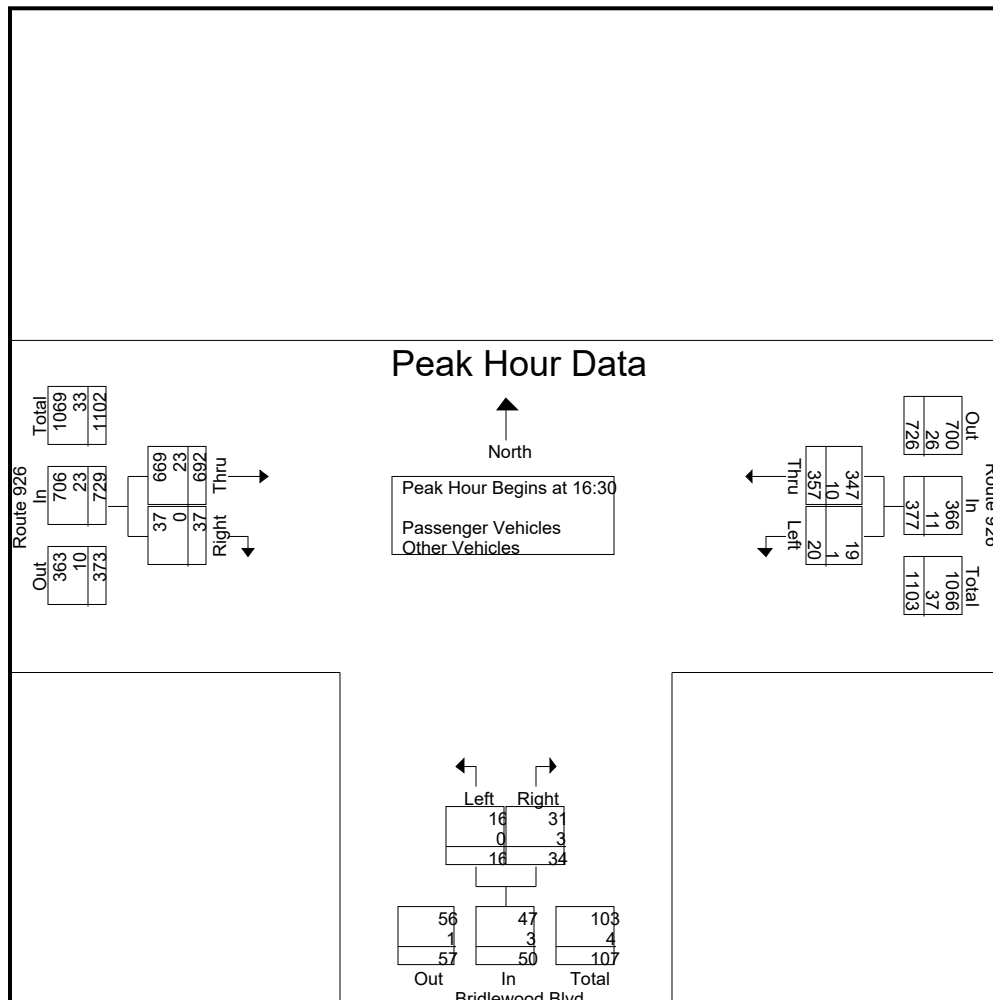 Peak Hour Data
North
Peak Hour Begins at 16:30
Passenger Vehicles
Other Vehicles
Route 926
Total
1069
33
1102
In
706
23
729
Out
363
10
373
669
23
692
Thru
37
0
37
Right
Thru
347
10
357
Left
19
1
20
Out
700
26
726
In
366
11
377
Total
1066
37
1103
Route 926
Left Right
16 31
0 3
16 34
56 47 103
1 3 4
57 50 107
Out In Total
Bridlewood Blvd